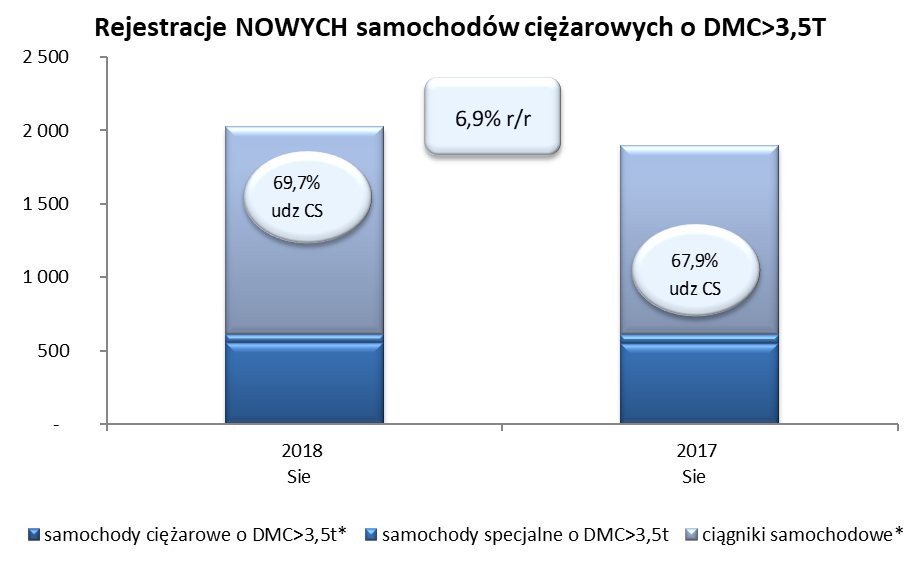 Rejestracje NOWYCH samochodów ciężarowych o DMC>3,5T
2 500
2 000
1 500
1 000
500
-
6,9% r/r
69,7%
udz CS
67,9%
udz CS
2018
Sie
2017
Sie
samochody ciężarowe o DMC>3,5t*
samochody specjalne o DMC>3,5t
ciągniki samochodowe*